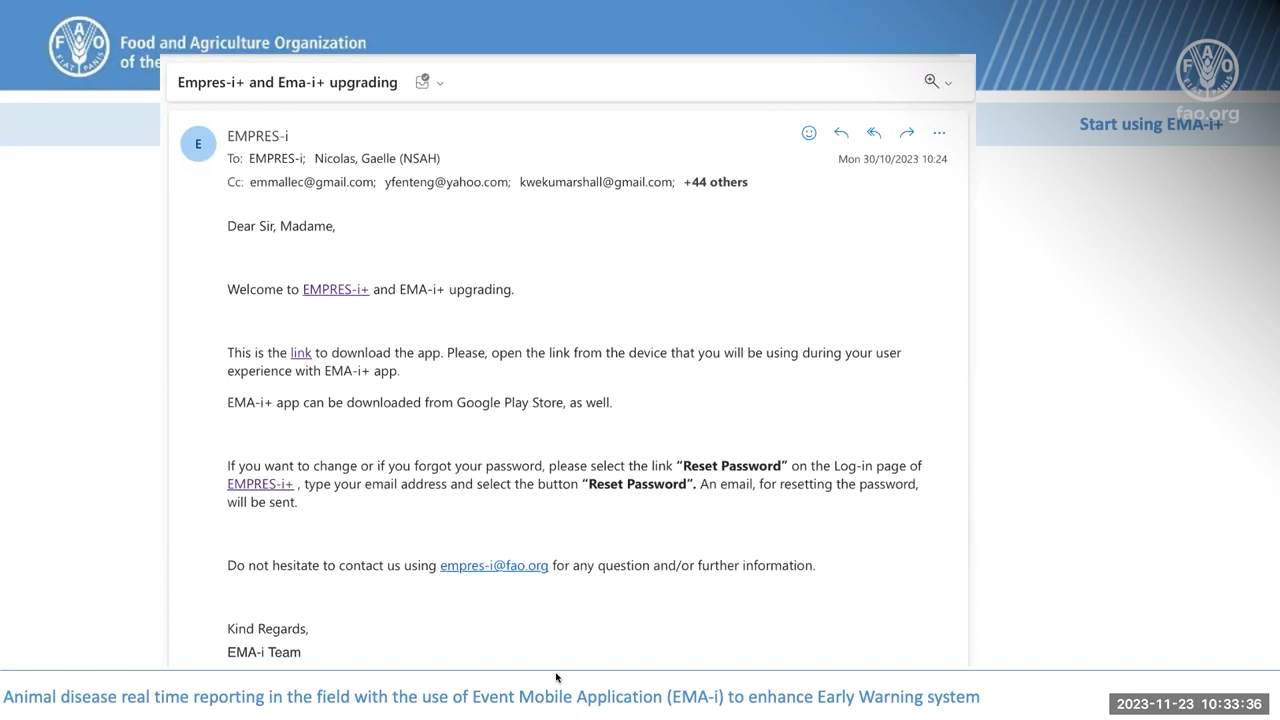 Food and Agriculture Organization
of the
fao.org
Start using EMA-i+
Empres-i+ and Ema-i+ upgrading
E
EMPRES-i
To: EMPRES-i; Nicolas, Gaelle (NSAH)
Mon 30/10/2023 10:24
Cc: emmallec@gmail.com; yfenteng@yahoo.com; kwekumarshall@gmail.com; +44 others
Dear Sir, Madame,
Welcome to EMPRES-i+ and EMA-i+ upgrading.
This is the link to download the app. Please, open the link from the device that you will be using during your user
experience with EMA-i+ app.
EMA-i+ app can be downloaded from Google Play Store, as well.
If you want to change or if you forgot your password, please select the link “Reset Password” on the Log-in page of
EMPRES-i+ , type your email address and select the button “Reset Password”. An email, for resetting the password,
will be sent.
Do not hesitate to contact us using empres-i@fao.org for any question and/or further information.
Kind Regards,
EMA-i Team
Animal disease real time reporting in the field with the use of Event Mobile Application (EMA-i) to enhance Early Warning system
2023-11-23 10:33:36